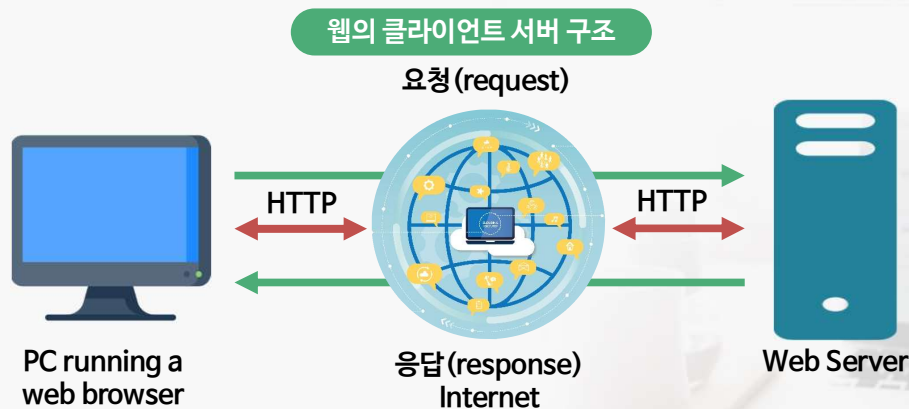 웹의 클라이언트 서버 구조
요청(request)
HTTP
HTTP
PC running a
web browser
응답(response)
Internet
Web Server